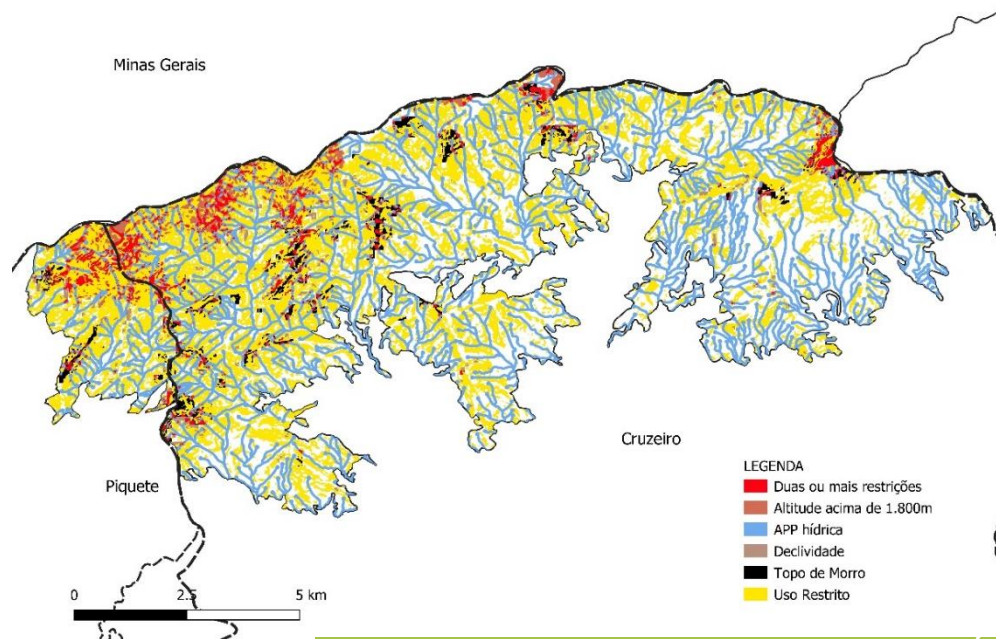 Minas Gerais
Cruzeiro
Piquete
LEGENDA
Duas ou mais restrições
Altitude acima de 1.800m
APP hídrica
Declividade
Topo de Morro
Uso Restrito
0 2.5 5 km